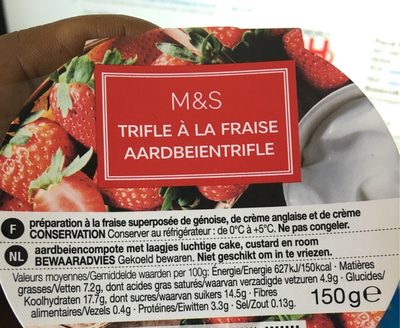 M&S
TRIFLE À LA FRAISE
AARDBEIENTRIFLE
F préparation à la fraise superposée de génoise, de crème anglaise et de crème
CONSERVATION Conserver au réfrigérateur : de 0°C à +5°C. Ne pas congeler.
aardbeiencompote met laagjes luchtige cake, custard en room
NL BEWAARADVIES Gekoeld bewaren. Niet geschikt om in te vriezen.
Valeurs moyennes/Gemiddelde waarden per 100g: Énergie/Energie 627kJ/150kcal · Matières
grasses/Vetten 7.2g, dont acides gras saturés/waarvan verzadigde vetzuren 4.9g · Glucides/
Koolhydraten 17.7g, dont sucres/waarvan suikers 14.5g · Fibres
alimentaires/Vezels 0.4g · Protéines/Eiwitten 3.3g · Sel/Zout 0.13g.
150g e